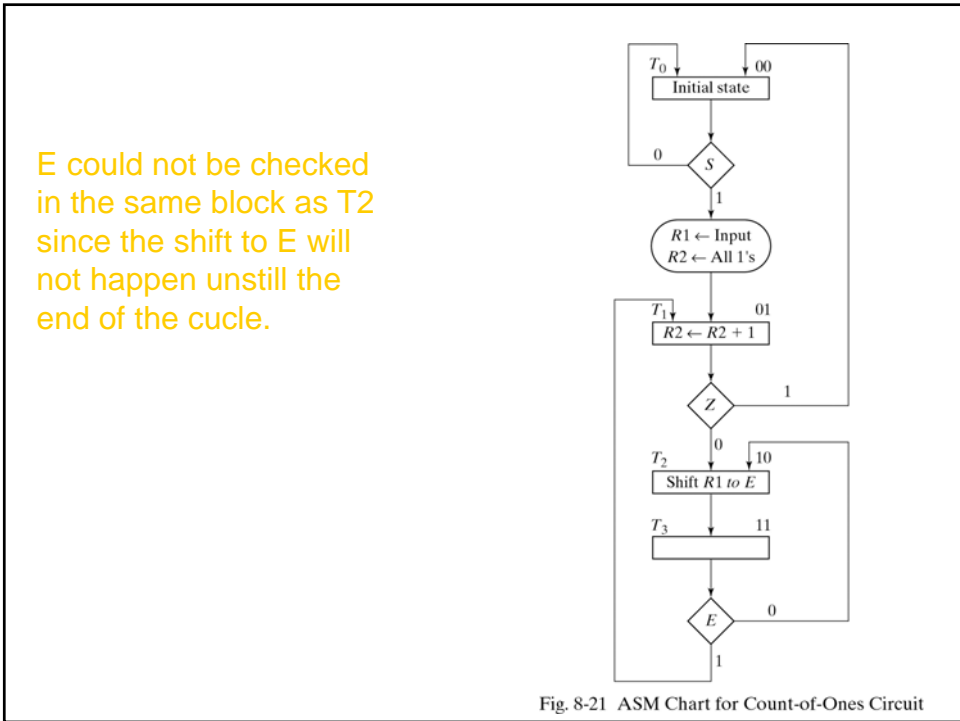 E could not be checked
in the same block as T2
since the shift to E will
not happen unstill the
end of the cucle.
T0 00
Initial state
0
S
1
R1 ← Input
R2 ← All 1's
T1 01
R2 ← R2 + 1
Z
1
0
T2 10
Shift R1 to E
T3 11
E
0
1
Fig. 8-21 ASM Chart for Count-of-Ones Circuit